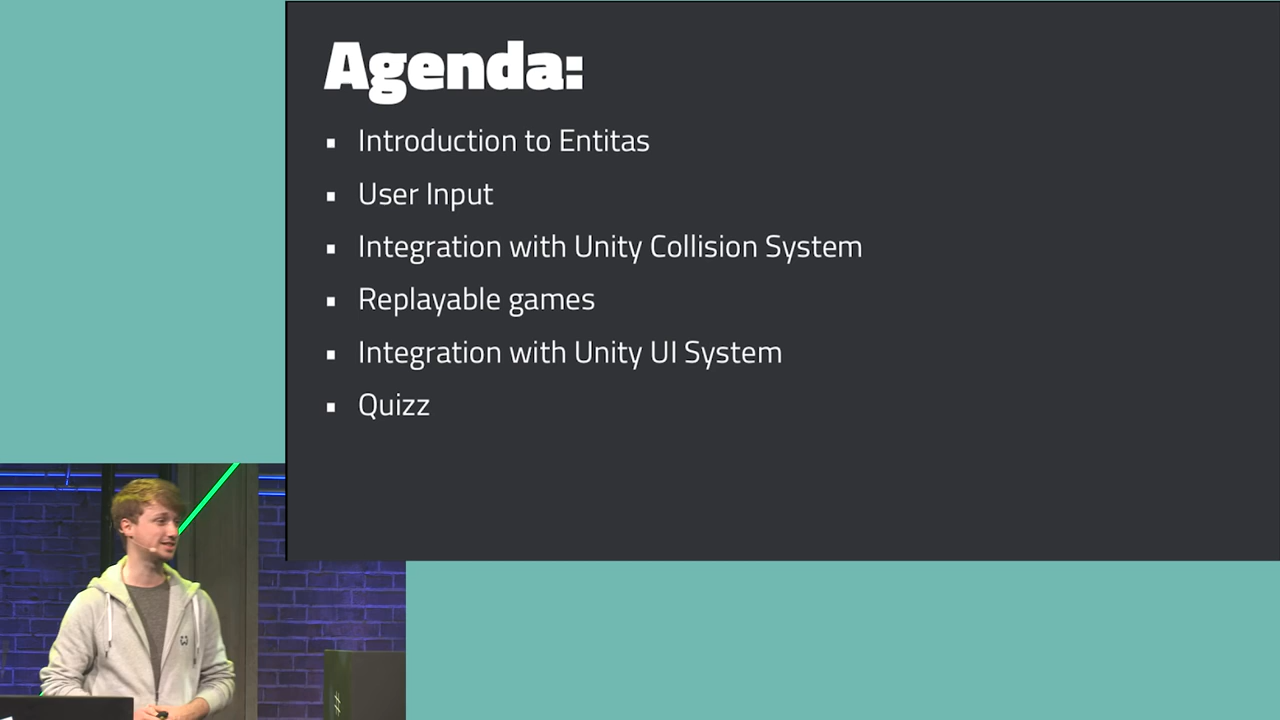 Agenda:
▪ Introduction to Entitas
▪ User Input
▪ Integration with Unity Collision System
▪ Replayable games
▪ Integration with Unity UI System
▪ Quizz